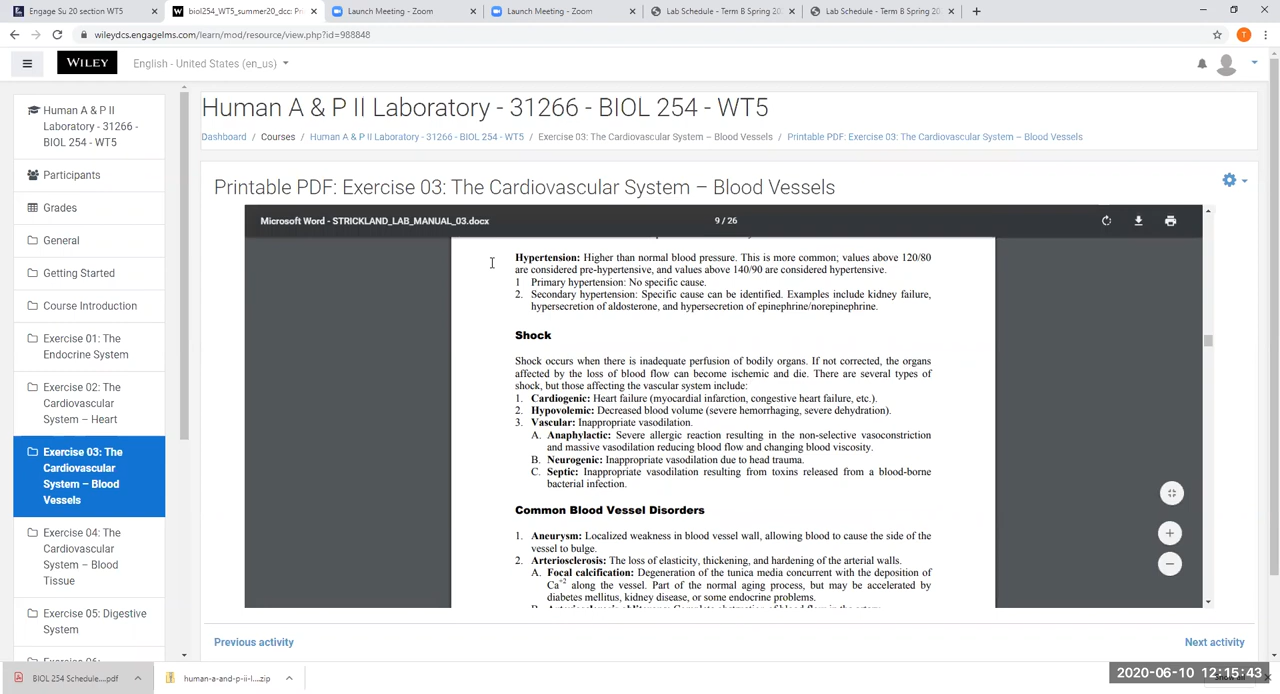 Engage Su 20 section WT5
biol254_WT5_summer20_dcc: Pri
Launch Meeting - Zoom
Launch Meeting - Zoom
Lab Schedule - Term B Spring 20
Lab Schedule - Term B Spring 20
wileydcs.engagelms.com/learn/mod/resource/view.php?id=988848
T
WILEY
English - United States (en_us)
Human A & P II
Laboratory - 31266 -
BIOL 254 - WT5
Participants
Grades
General
Getting Started
Course Introduction
Exercise 01: The
Endocrine System
Exercise 02: The
Cardiovascular
System – Heart
Exercise 03: The
Cardiovascular
System – Blood
Vessels
Exercise 04: The
Cardiovascular
System – Blood
Tissue
Exercise 05: Digestive
System
Exercise 06:
Human A & P II Laboratory - 31266 - BIOL 254 - WT5
Dashboard / Courses / Human A & P II Laboratory - 31266 - BIOL 254 - WT5 / Exercise 03: The Cardiovascular System – Blood Vessels / Printable PDF: Exercise 03: The Cardiovascular System – Blood Vessels
Printable PDF: Exercise 03: The Cardiovascular System – Blood Vessels
Microsoft Word - STRICKLAND_LAB_MANUAL_03.docx
9 / 26
Hypertension: Higher than normal blood pressure. This is more common; values above 120/80
are considered pre-hypertensive, and values above 140/90 are considered hypertensive.
1 Primary hypertension: No specific cause.
2. Secondary hypertension: Specific cause can be identified. Examples include kidney failure,
hypersecretion of aldosterone, and hypersecretion of epinephrine/norepinephrine.
Shock
Shock occurs when there is inadequate perfusion of bodily organs. If not corrected, the organs
affected by the loss of blood flow can become ischemic and die. There are several types of
shock, but those affecting the vascular system include:
1. Cardiogenic: Heart failure (myocardial infarction, congestive heart failure, etc.).
2. Hypovolemic: Decreased blood volume (severe hemorrhaging, severe dehydration).
3. Vascular: Inappropriate vasodilation.
A. Anaphylactic: Severe allergic reaction resulting in the non-selective vasoconstriction
and massive vasodilation reducing blood flow and changing blood viscosity.
B. Neurogenic: Inappropriate vasodilation due to head trauma.
C. Septic: Inappropriate vasodilation resulting from toxins released from a blood-borne
bacterial infection.
Common Blood Vessel Disorders
1. Aneurysm: Localized weakness in blood vessel wall, allowing blood to cause the side of the
vessel to bulge.
2. Arteriosclerosis: The loss of elasticity, thickening, and hardening of the arterial walls.
A. Focal calcification: Degeneration of the tunica media concurrent with the deposition of
Ca+2 along the vessel. Part of the normal aging process, but may be accelerated by
diabetes mellitus, kidney disease, or some endocrine problems.
Previous activity
Next activity
BIOL 254 Schedule....pdf
human-a-and-p-ii-l....zip
2020-06-10 12:15:43